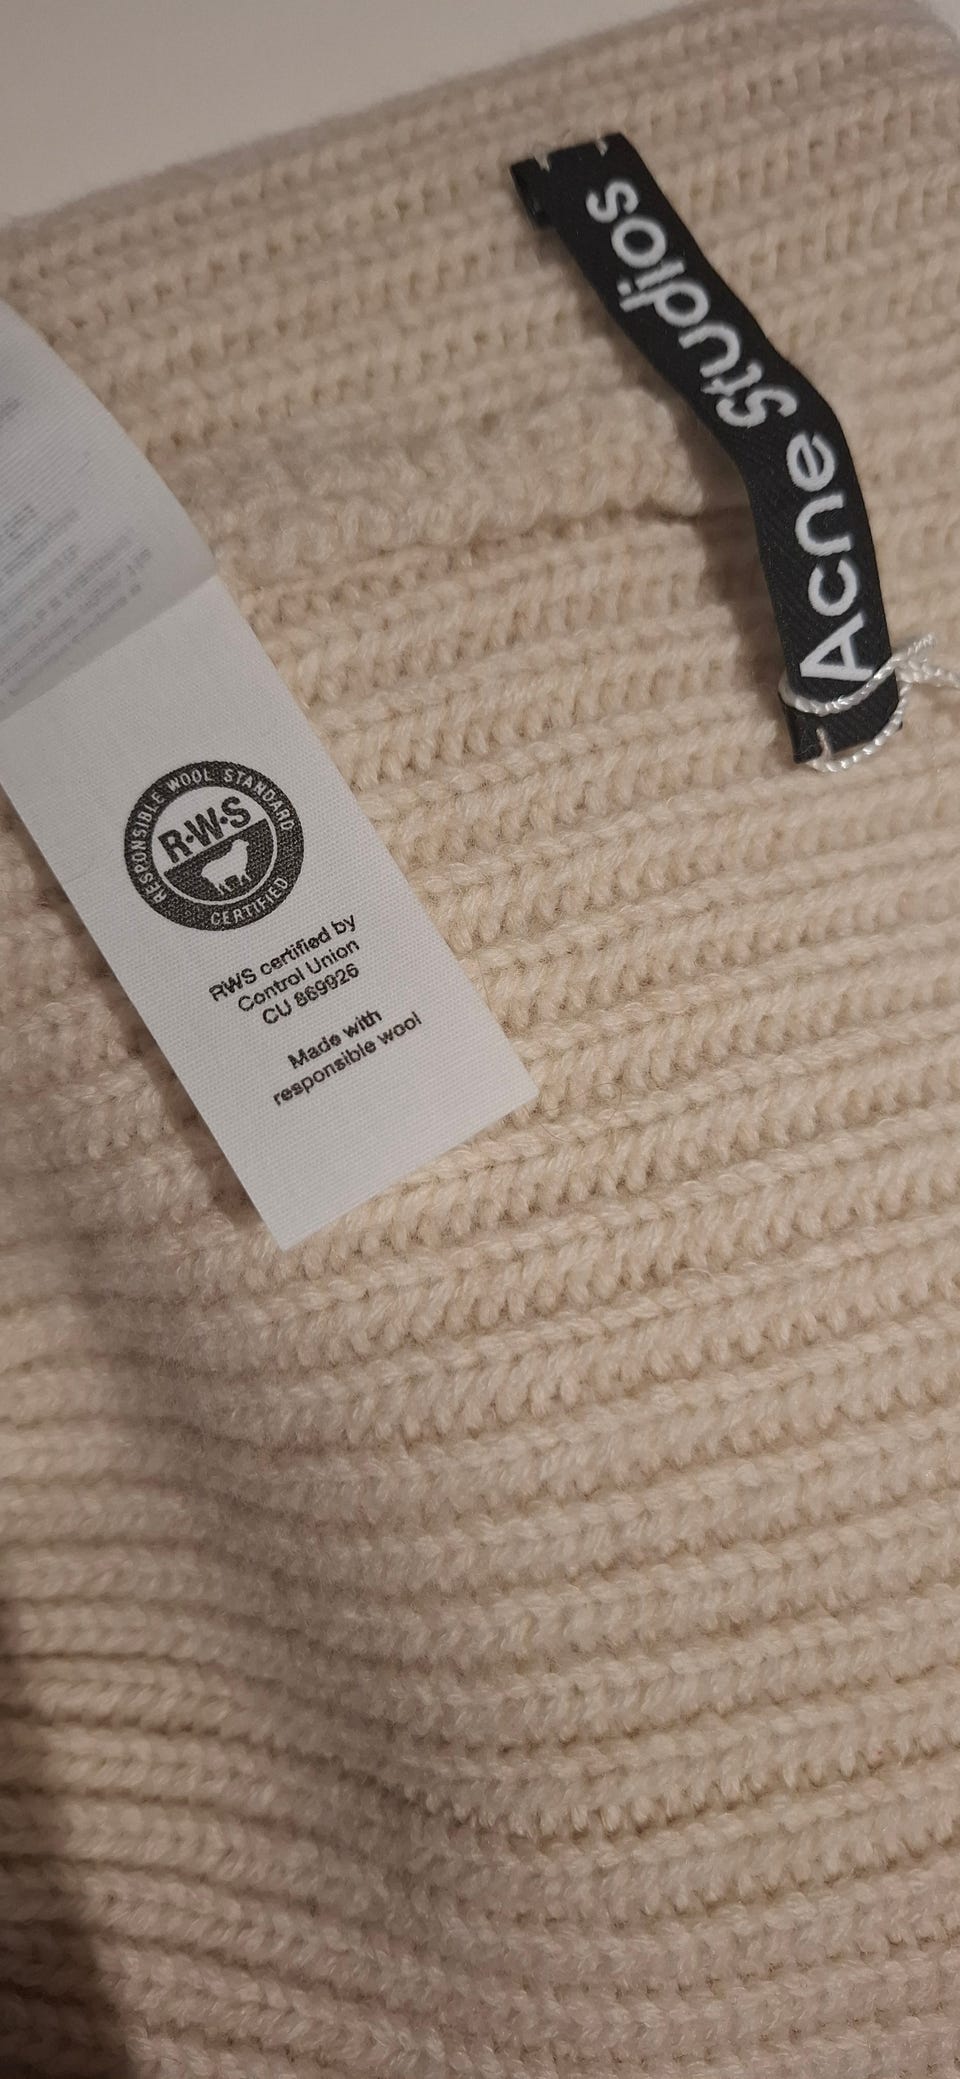 Acne Studios
RESPONSIBLE WOOL STANDARD
R·W·S
CERTIFIED
RWS certified by
Control Union
CU 869926
Made with
responsible wool